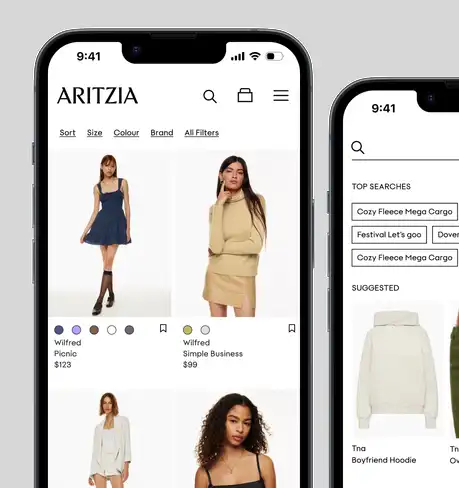 9:41
ARITZIA
Sort Size Colour Brand All Filters
Wilfred
Picnic
$123
Wilfred
Simple Business
$99
9:41
TOP SEARCHES
Cozy Fleece Mega Cargo
Festival Let's goo
Dover
Cozy Fleece Mega Cargo
SUGGESTED
Tna
Boyfriend Hoodie
Tn
Ov